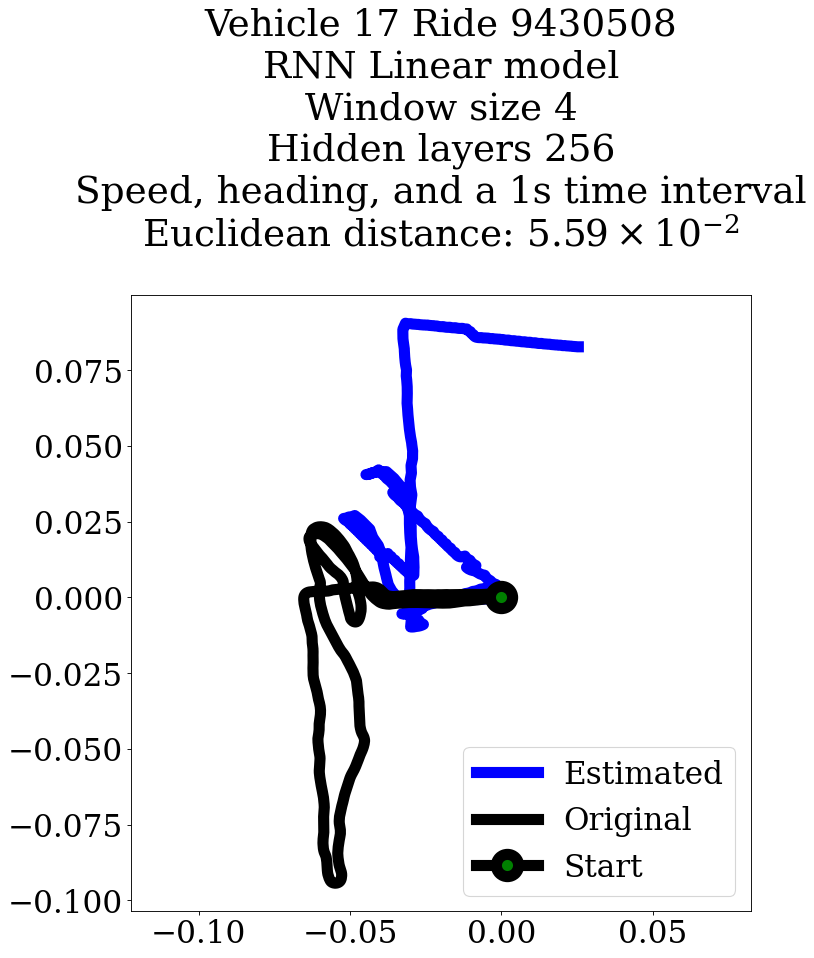 Vehicle 17 Ride 9430508
RNN Linear model
Window size 4
Hidden layers 256
Speed, heading, and a 1s time interval
Euclidean distance: 5.59 × 10⁻²
0.075
0.050
0.025
0.000
−0.025
−0.050
−0.075
−0.100
Estimated
Original
Start
−0.10
−0.05
0.00
0.05